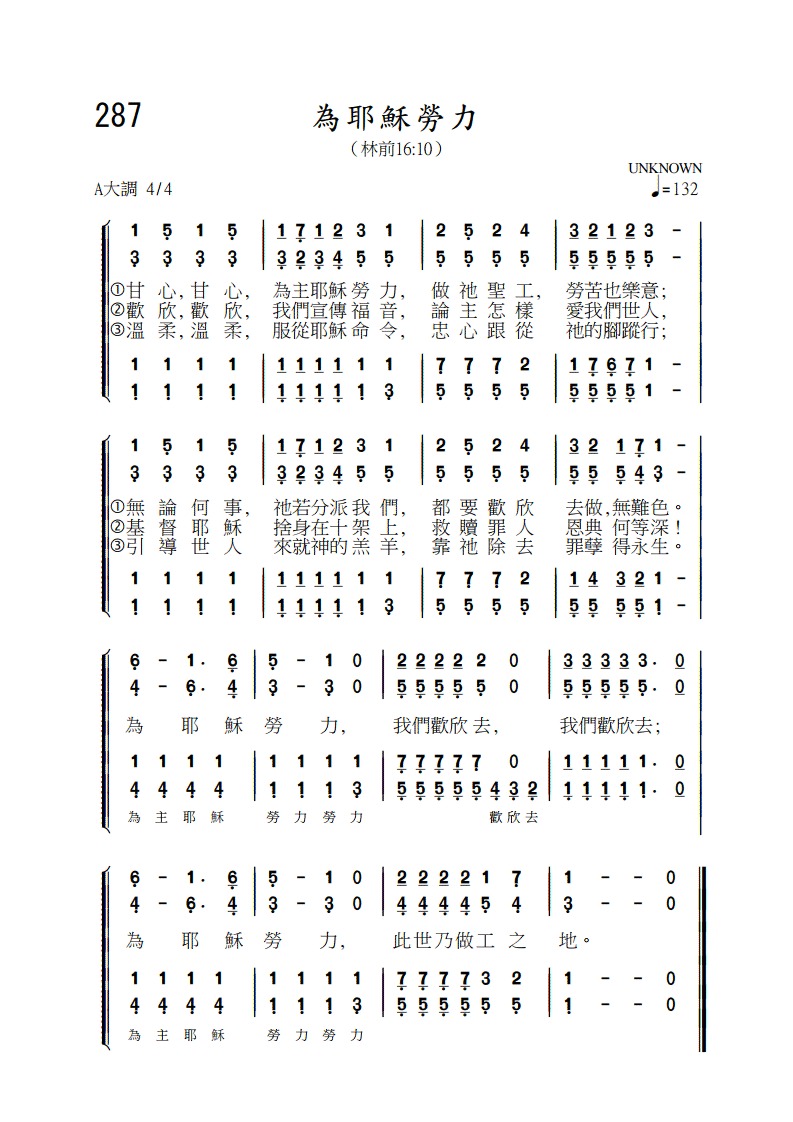 287
為耶穌勞力
（林前16:10）
UNKNOWN
A大調 4/4
♩=132
1 5 1 5 | 1 7 1 2 3 1 | 2 5 2 4 | 3 2 1 2 3 -
3 3 3 3 | 3 2 3 4 5 5 | 5 5 5 5 | 5 5 5 5 5 -
①甘心,甘心, 為主耶穌勞力, 做祂聖工, 勞苦也樂意;
②歡欣,歡欣, 我們宣傳福音, 論主怎樣 愛我們世人,
③溫柔,溫柔, 服從耶穌命令, 忠心跟從 祂的腳蹤行;
1 1 1 1 | 1 1 1 1 1 1 | 7 7 7 2 | 1 7 6 7 1 -
1 1 1 1 | 1 1 1 1 1 3 | 5 5 5 5 | 5 5 5 5 1 -
1 5 1 5 | 1 7 1 2 3 1 | 2 5 2 4 | 3 2 1 7 1 -
3 3 3 3 | 3 2 3 4 5 5 | 5 5 5 5 | 5 5 5 4 3 -
①無論何事, 祂若分派我們, 都要歡欣 去做,無難色。
②基督耶穌 捨身在十架上, 救贖罪人 恩典何等深！
③引導世人 來就神的羔羊, 靠祂除去 罪孽得永生。
1 1 1 1 | 1 1 1 1 1 1 | 7 7 7 2 | 1 4 3 2 1 -
1 1 1 1 | 1 1 1 1 1 3 | 5 5 5 5 | 5 5 5 5 1 -
6 - 1. 6 | 5 - 1 0 | 2 2 2 2 2 0 | 3 3 3 3 3. 0
4 - 6. 4 | 3 - 3 0 | 5 5 5 5 5 0 | 5 5 5 5 5. 0
為 耶穌勞 力, 我們歡欣去, 我們歡欣去;
1 1 1 1 | 1 1 1 1 | 7 7 7 7 7 0 | 1 1 1 1 1. 0
4 4 4 4 | 1 1 1 3 | 5 5 5 5 5 4 3 2 | 1 1 1 1 1. 0
為主耶穌 勞力勞力 歡欣去
6 - 1. 6 | 5 - 1 0 | 2 2 2 2 1 7 | 1 - - 0
4 - 6. 4 | 3 - 3 0 | 4 4 4 4 5 4 | 3 - - 0
為 耶穌勞 力, 此世乃做工之 地。
1 1 1 1 | 1 1 1 1 | 7 7 7 7 3 2 | 1 - - 0
4 4 4 4 | 1 1 1 3 | 5 5 5 5 5 5 | 1 - - 0
為主耶穌 勞力勞力